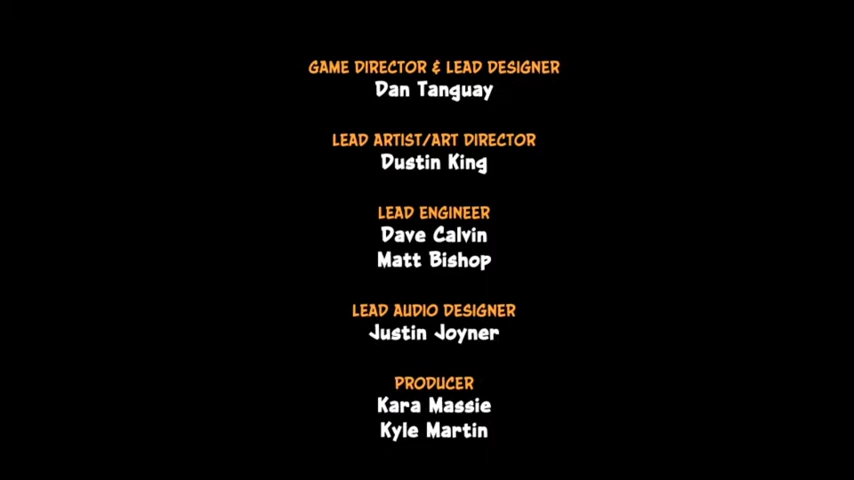 GAME DIRECTOR & LEAD DESIGNER
Dan Tanguay
LEAD ARTIST/ART DIRECTOR
Dustin King
LEAD ENGINEER
Dave Calvin
Matt Bishop
LEAD AUDIO DESIGNER
Justin Joyner
PRODUCER
Kara Massie
Kyle Martin